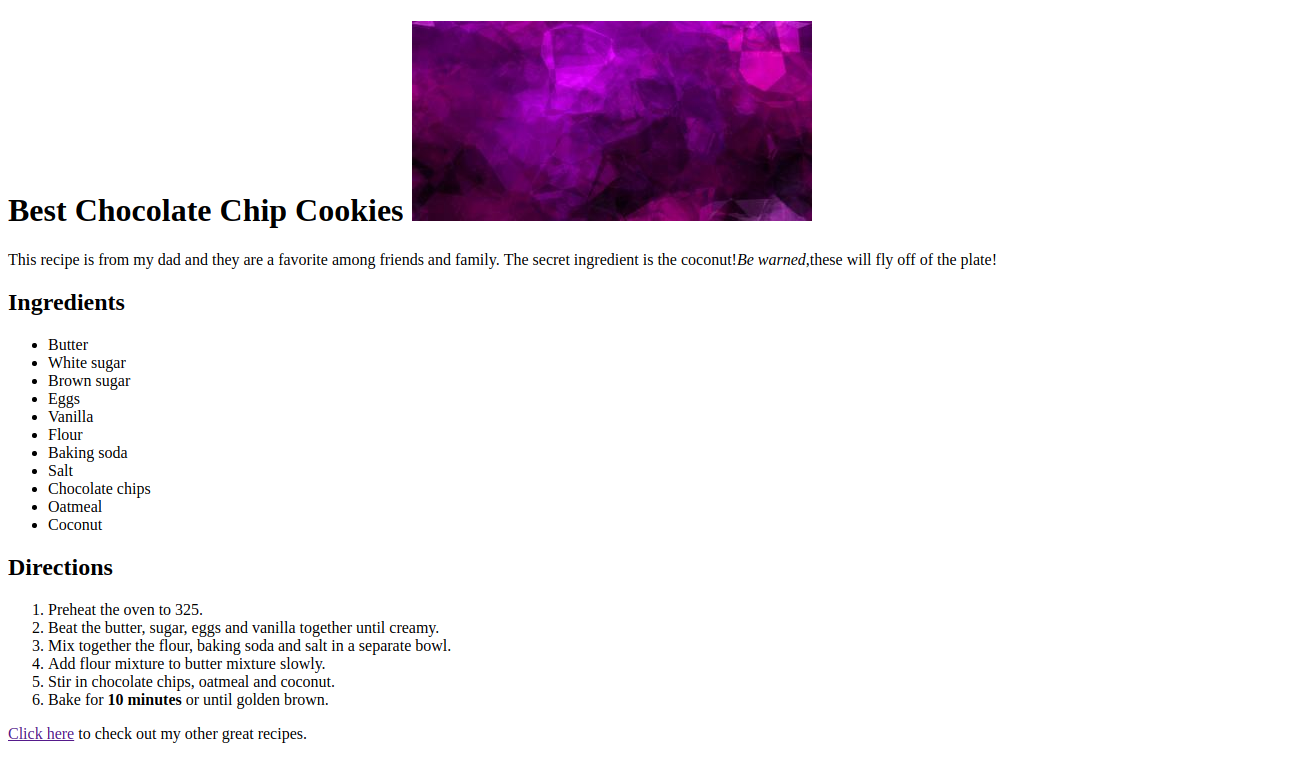 Best Chocolate Chip Cookies
This recipe is from my dad and they are a favorite among friends and family. The secret ingredient is the coconut!Be warned,these will fly off of the plate!
Ingredients
• Butter
• White sugar
• Brown sugar
• Eggs
• Vanilla
• Flour
• Baking soda
• Salt
• Chocolate chips
• Oatmeal
• Coconut
Directions
1. Preheat the oven to 325.
2. Beat the butter, sugar, eggs and vanilla together until creamy.
3. Mix together the flour, baking soda and salt in a separate bowl.
4. Add flour mixture to butter mixture slowly.
5. Stir in chocolate chips, oatmeal and coconut.
6. Bake for 10 minutes or until golden brown.
Click here to check out my other great recipes.